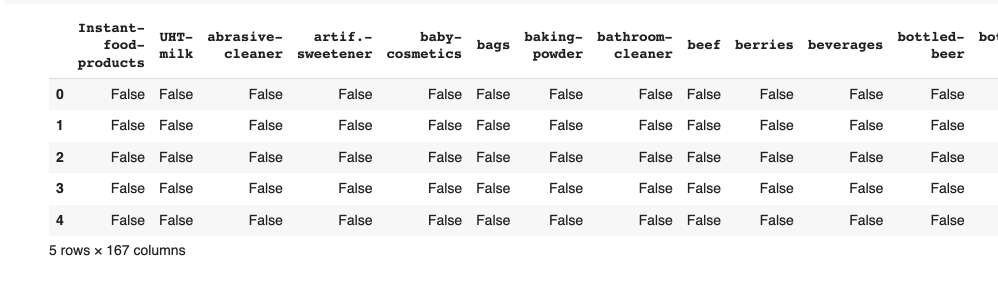 Instant-food-products UHT-milk abrasive-cleaner artif.-sweetener baby-cosmetics bags baking-powder bathroom-cleaner beef berries beverages bottled-beer
0 False False False False False False False False False False False False
1 False False False False False False False False False False False False
2 False False False False False False False False False False False False
3 False False False False False False False False False False False False
4 False False False False False False False False False False False False
5 rows × 167 columns